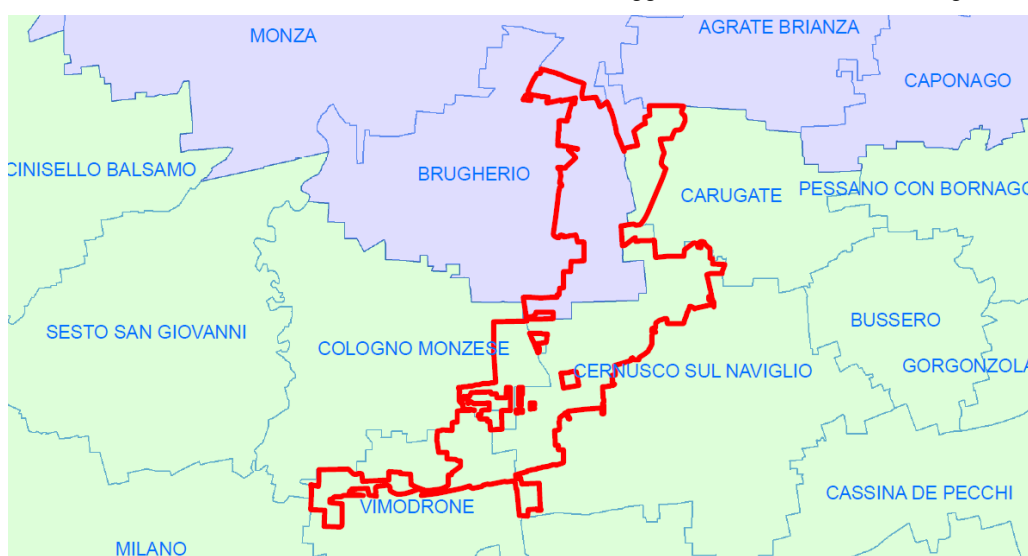 MONZA
AGRATE BRIANZA
CAPONAGO
CINISELLO BALSAMO
BRUGHERIO
CARUGATE
PESSANO CON BORNAGO
SESTO SAN GIOVANNI
COLOGNO MONZESE
BUSSERO
CERNUSCO SUL NAVIGLIO
GORGONZOLA
CASSINA DE PECCHI
VIMODRONE
MILANO